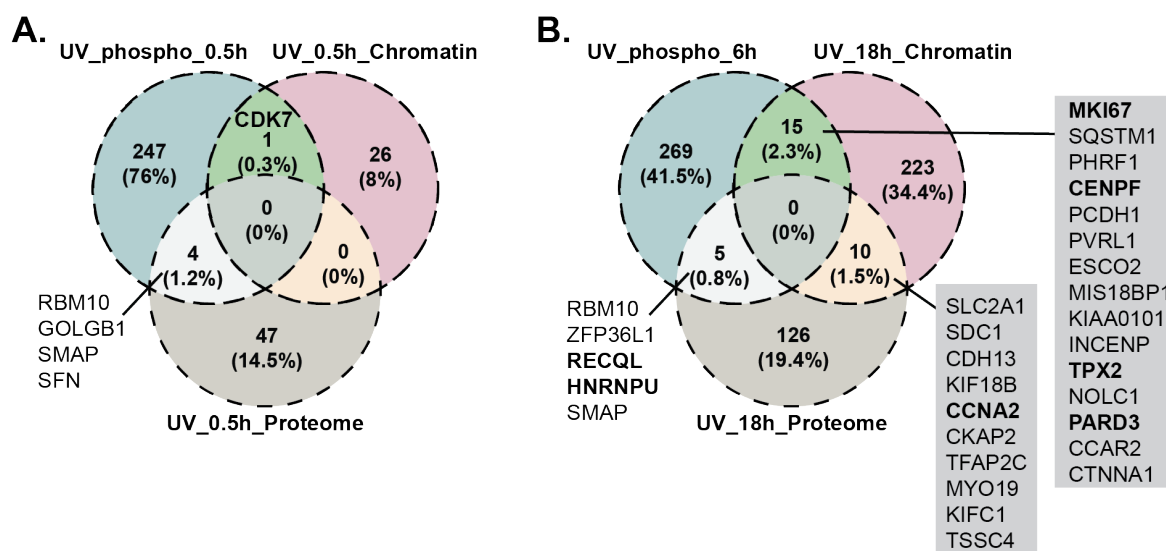 A.
UV_phospho_0.5h
UV_0.5h_Chromatin
CDK7
1
(0.3%)
247
(76%)
26
(8%)
0
(0%)
4
(1.2%)
0
(0%)
RBM10
GOLGB1
SMAP
SFN
47
(14.5%)
UV_0.5h_Proteome
B.
UV_phospho_6h
UV_18h_Chromatin
15
(2.3%)
269
(41.5%)
223
(34.4%)
0
(0%)
5
(0.8%)
10
(1.5%)
RBM10
ZFP36L1
RECQL
HNRNPU
SMAP
126
(19.4%)
UV_18h_Proteome
SLC2A1
SDC1
CDH13
KIF18B
CCNA2
CKAP2
TFAP2C
MYO19
KIFC1
TSSC4
MKI67
SQSTM1
PHRF1
CENPF
PCDH1
PVRL1
ESCO2
MIS18BP1
KIAA0101
INCENP
TPX2
NOLC1
PARD3
CCAR2
CTNNA1